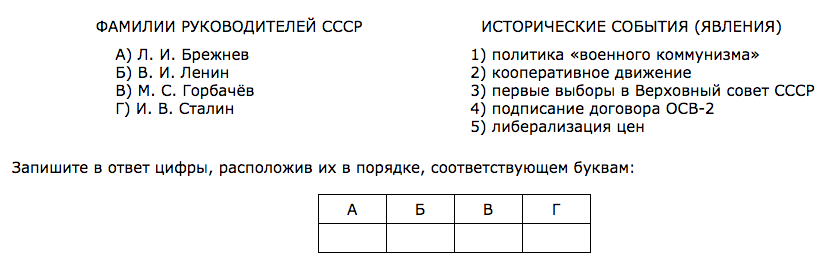 ФАМИЛИИ РУКОВОДИТЕЛЕЙ СССР
А) Л. И. Брежнев
Б) В. И. Ленин
В) М. С. Горбачёв
Г) И. В. Сталин
ИСТОРИЧЕСКИЕ СОБЫТИЯ (ЯВЛЕНИЯ)
1) политика «военного коммунизма»
2) кооперативное движение
3) первые выборы в Верховный совет СССР
4) подписание договора ОСВ-2
5) либерализация цен
Запишите в ответ цифры, расположив их в порядке, соответствующем буквам:
А Б В Г